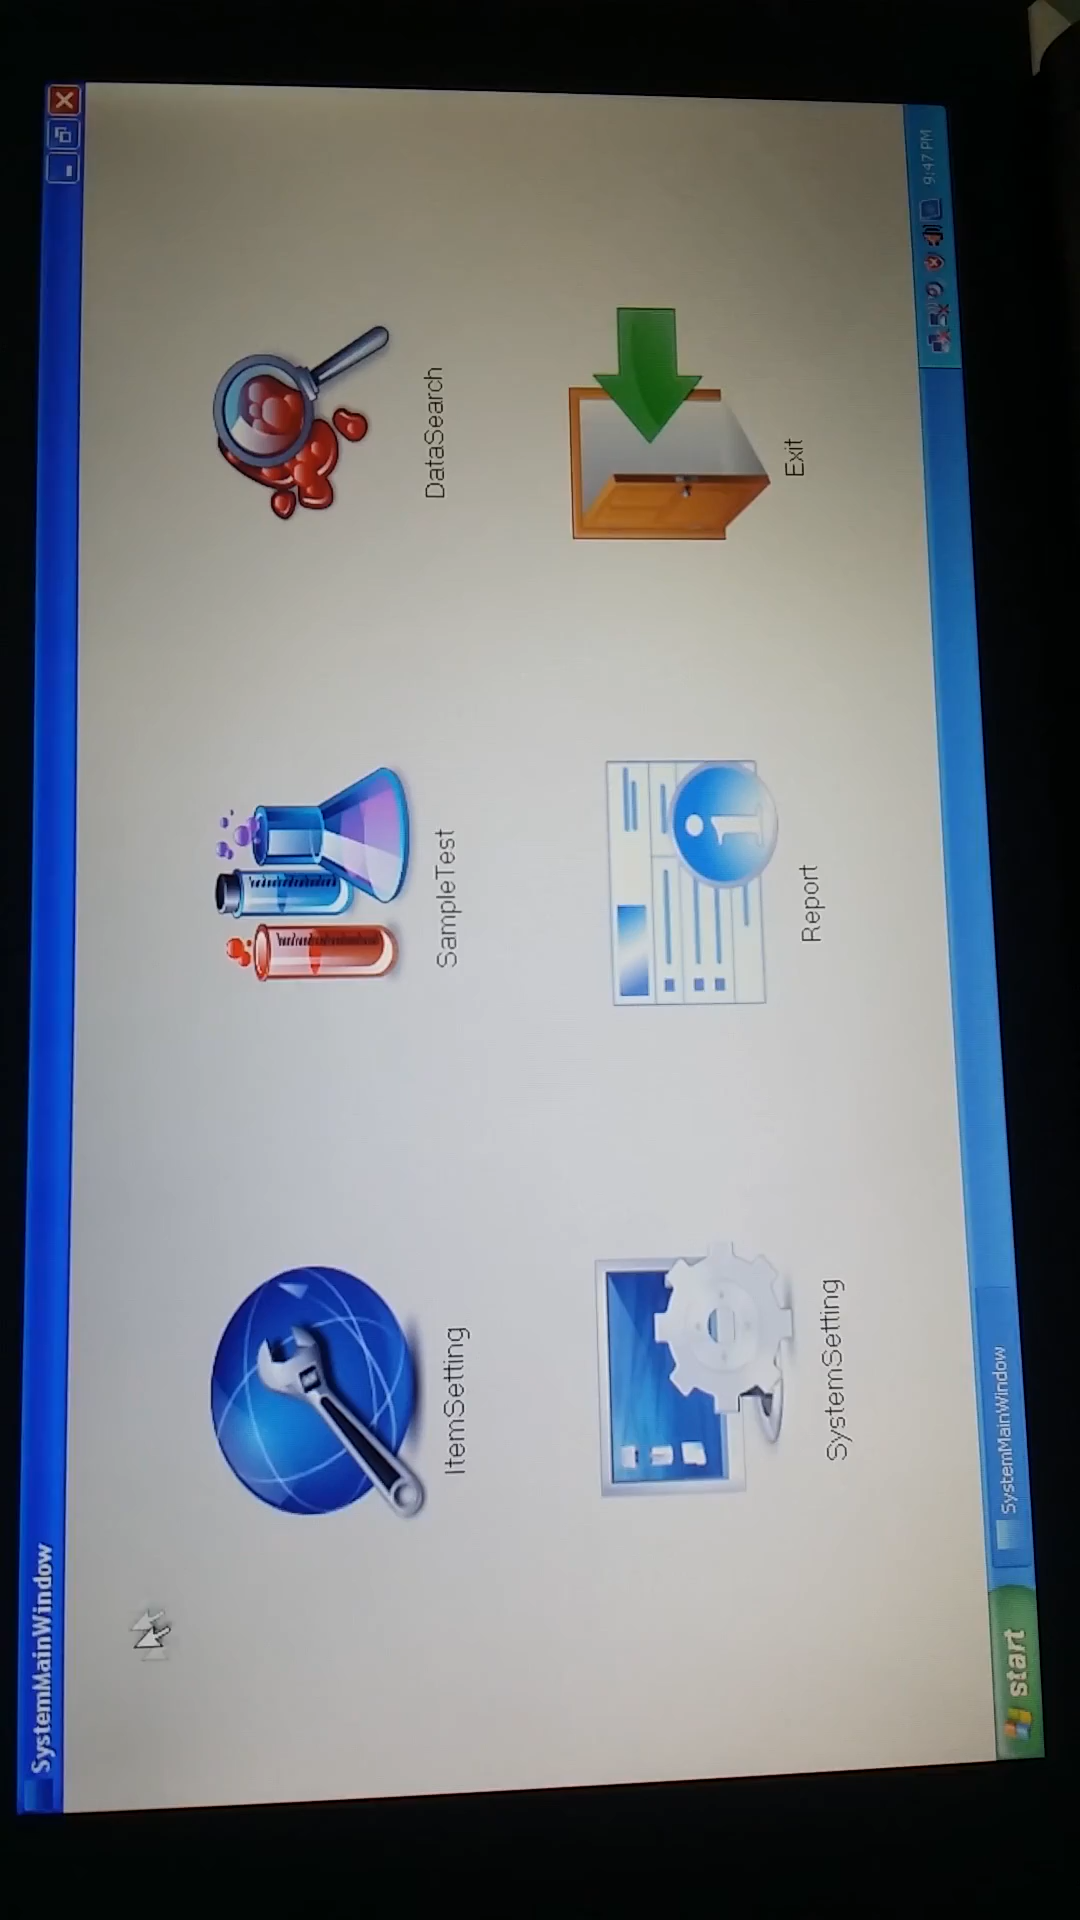 SystemMainWindow
ItemSetting
SampleTest
DataSearch
SystemSetting
Report
Exit
start
SystemMainWindow
9:47 PM